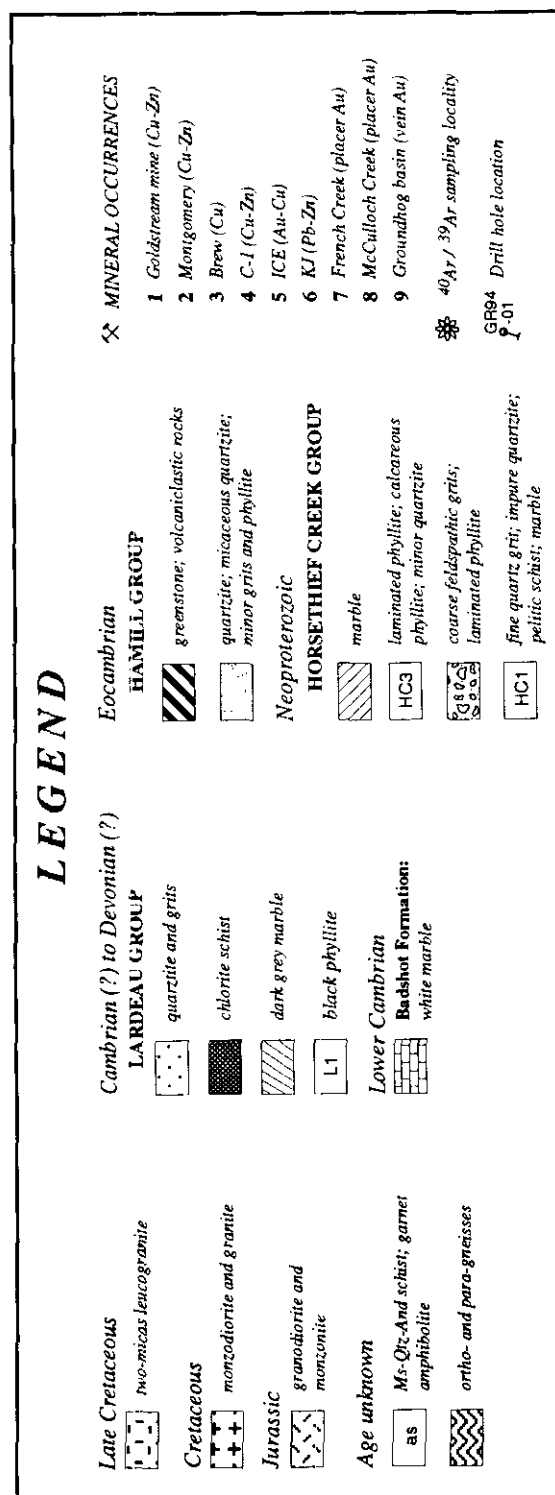 LEGEND
Late Cretaceous
two-micas leucogranite
Cretaceous
monzodiorite and granite
Jurassic
granodiorite and
monzonite
Age unknown
as
Ms-Qtz-And schist; garnet
amphibolite
ortho- and para-gneisses
Cambrian (?) to Devonian (?)
LARDEAU GROUP
quartzite and grits
chlorite schist
dark grey marble
L1
black phyllite
Lower Cambrian
Badshot Formation:
white marble
Eocambrian
HAMILL GROUP
greenstone; volcaniclastic rocks
quartzite; micaceous quartzite;
minor grits and phyllite
Neoproterozoic
HORSETHIEF CREEK GROUP
marble
HC3
laminated phyllite; calcareous
phyllite; minor quartzite
coarse feldspathic grits;
laminated phyllite
HC1
fine quartz grit; impure quartzite;
pelitic schist; marble
MINERAL OCCURRENCES
1 Goldstream mine (Cu-Zn)
2 Montgomery (Cu-Zn)
3 Brew (Cu)
4 C-1 (Cu-Zn)
5 ICE (Au-Cu)
6 KJ (Pb-Zn)
7 French Creek (placer Au)
8 McCulloch Creek (placer Au)
9 Groundhog basin (vein Au)
⁴⁰Ar / ³⁹Ar sampling locality
GR94
-01
Drill hole location